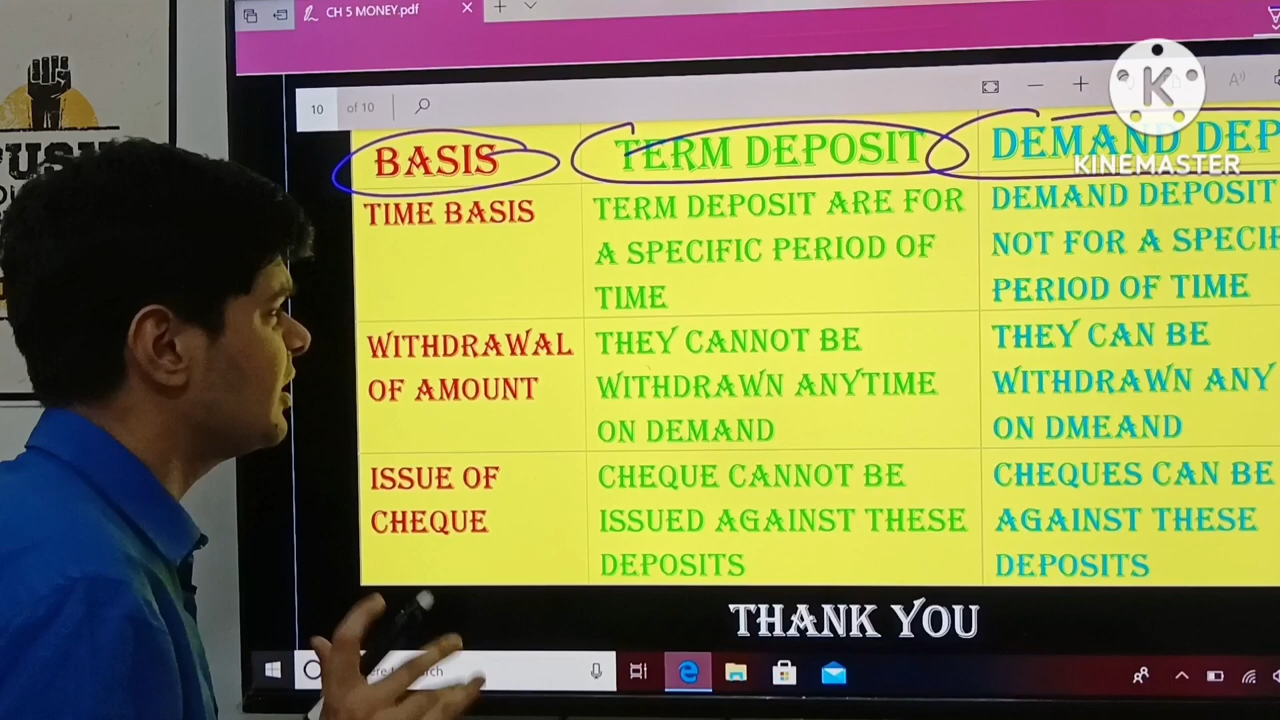 CH 5 MONEY.pdf
10 of 10
KINEMASTER
BASIS TERM DEPOSIT DEMAND DEP
TIME BASIS
TERM DEPOSIT ARE FOR
A SPECIFIC PERIOD OF
TIME
DEMAND DEPOSIT
NOT FOR A SPECIF
PERIOD OF TIME
WITHDRAWAL
OF AMOUNT
THEY CANNOT BE
WITHDRAWN ANYTIME
ON DEMAND
THEY CAN BE
WITHDRAWN ANY
ON DMEAND
ISSUE OF
CHEQUE
CHEQUE CANNOT BE
ISSUED AGAINST THESE
DEPOSITS
CHEQUES CAN BE
AGAINST THESE
DEPOSITS
THANK YOU